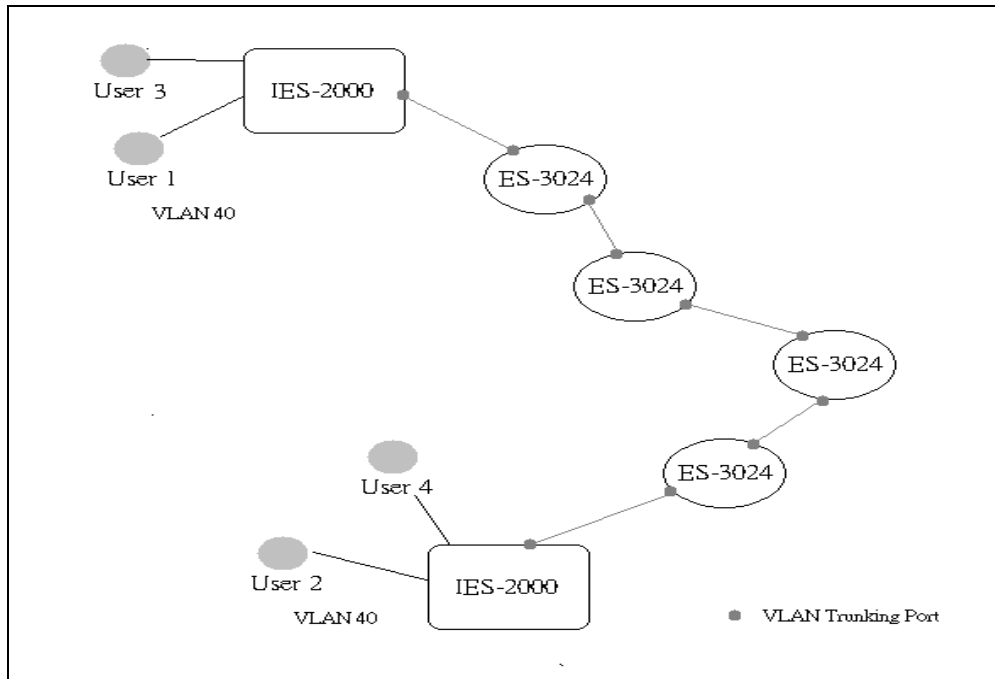 IES-2000
User 3
User 1
VLAN 40
ES-3024
ES-3024
ES-3024
ES-3024
User 4
User 2
VLAN 40
IES-2000
VLAN Trunking Port